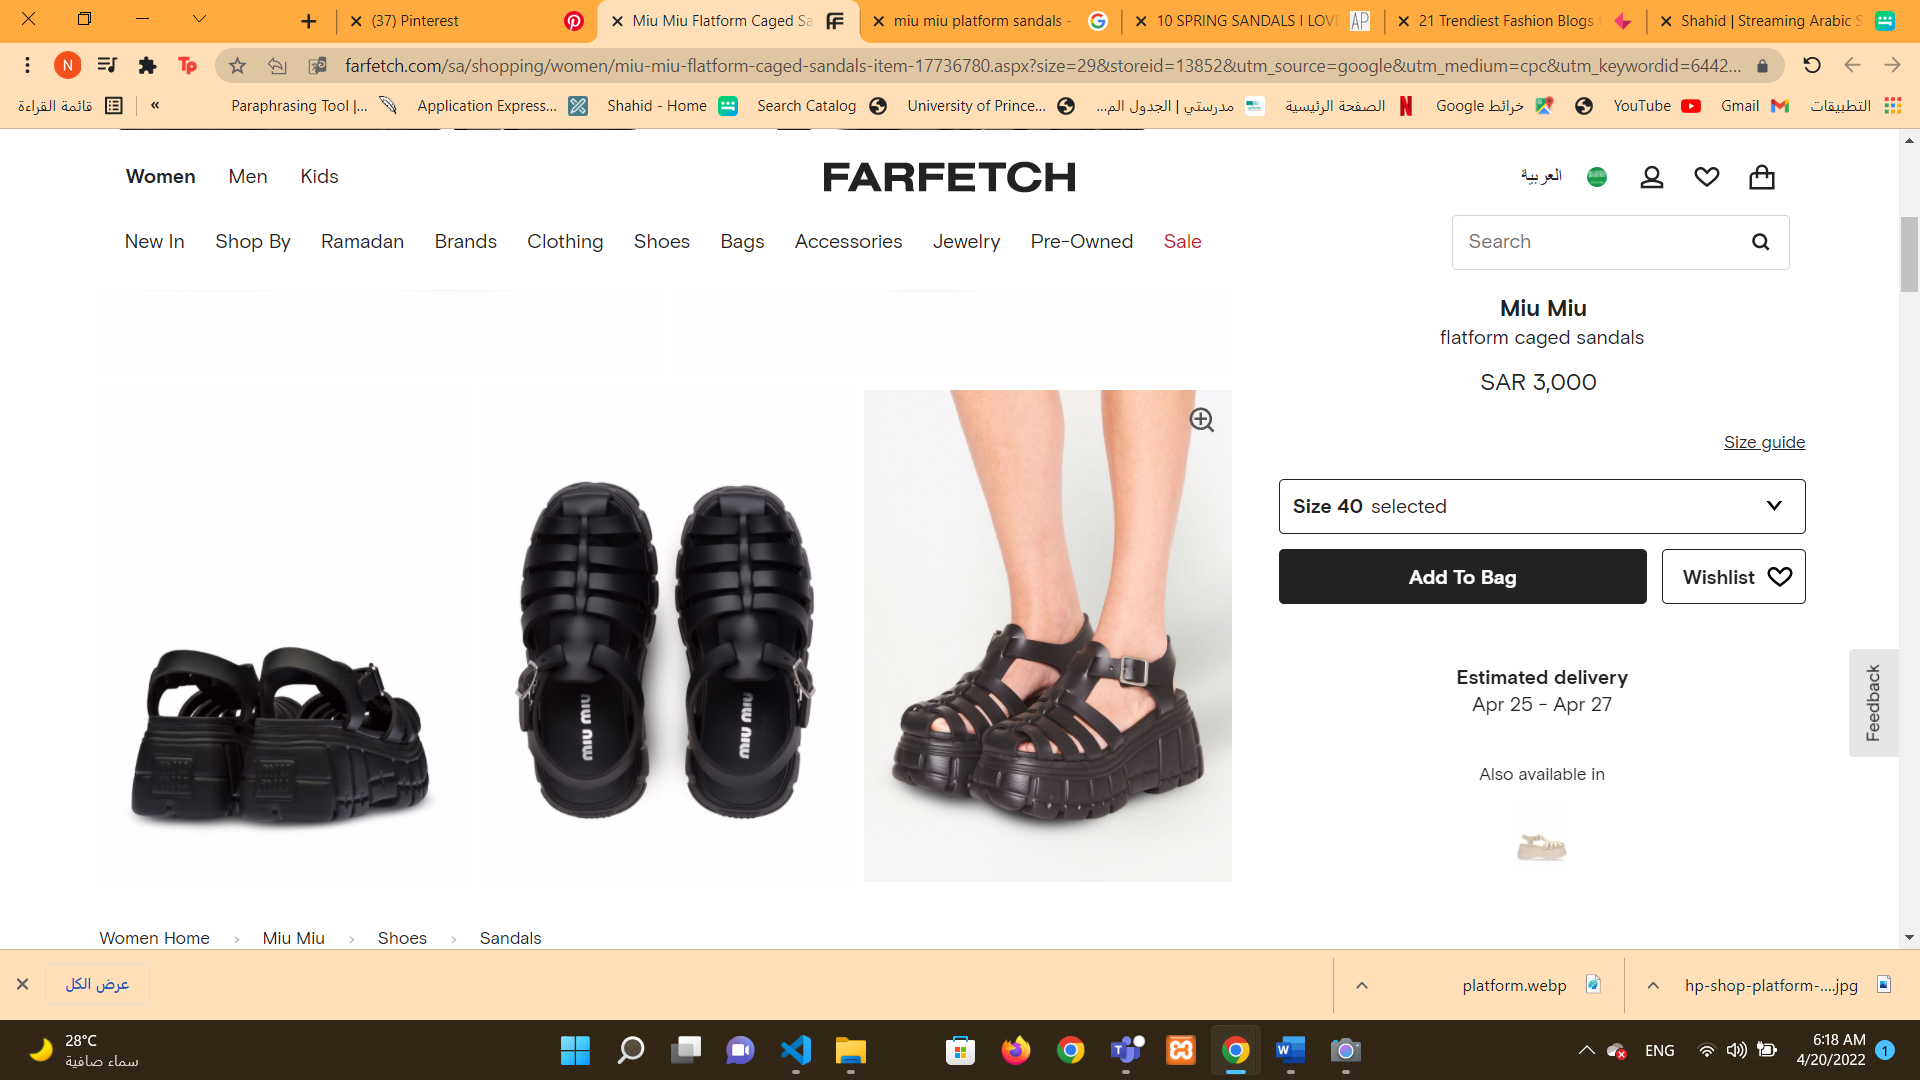 (37) Pinterest
Miu Miu Flatform Caged Sa
miu miu platform sandals -
10 SPRING SANDALS I LOVE
21 Trendiest Fashion Blogs
Shahid | Streaming Arabic S
N
Tp
farfetch.com/sa/shopping/women/miu-miu-flatform-caged-sandals-item-17736780.aspx?size=29&storeid=13852&utm_source=google&utm_medium=cpc&utm_keywordid=6442...
قائمة القراءة
«
Paraphrasing Tool |...
Application Express...
Shahid - Home
Search Catalog
University of Prince...
مدرستي | الجدول الم...
الصفحة الرئيسية
خرائط Google
YouTube
Gmail
التطبيقات
Women Men Kids
FARFETCH
العربية
New In Shop By Ramadan Brands Clothing Shoes Bags Accessories Jewelry Pre-Owned Sale
Search
Miu Miu
flatform caged sandals
SAR 3,000
Size guide
Size 40 selected
Add To Bag
Wishlist
MIU MIU
MIU MIU
Estimated delivery
Apr 25 - Apr 27
Feedback
Also available in
Women Home › Miu Miu › Shoes › Sandals
عرض الكل
platform.webp
hp-shop-platform-....jpg
28°C
سماء صافية
ENG
6:18 AM
4/20/2022
1